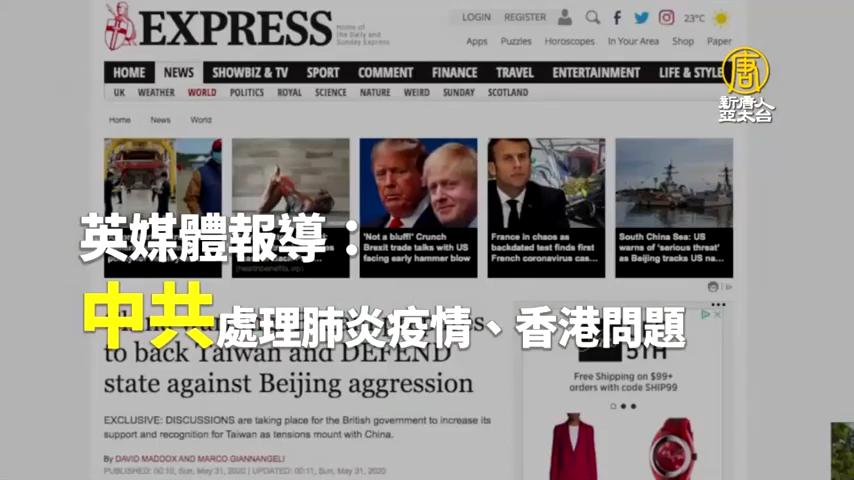 EXPRESS
Home of
the Daily and
Sunday Express
LOGIN REGISTER
23°C
Apps Puzzles Horoscopes In Your Area Shop Paper
HOME NEWS SHOWBIZ & TV SPORT COMMENT FINANCE TRAVEL ENTERTAINMENT LIFE & STYLE
UK WEATHER WORLD POLITICS ROYAL SCIENCE NATURE WEIRD SUNDAY SCOTLAND
唐
新唐人
亞太台
Home News World
'Not a bluff!' Crunch
Brexit trade talks with US
facing early hammer blow
France in chaos as
backdated test finds first
French coronavirus cas...
South China Sea: US
warns of 'serious threat'
as Beijing tracks US na...
英媒體報導：
中共處理肺炎疫情、香港問題
to back Taiwan and DEFEND
state against Beijing aggression
EXCLUSIVE: DISCUSSIONS are taking place for the British government to increase its
support and recognition for Taiwan as tensions mount with China.
By DAVID MADDOX AND MARCO GIANNANGELI
PUBLISHED: 00:10, Sun, May 31, 2020 | UPDATED: 00:11, Sun, May 31, 2020
5TH
Free Shipping on $99+
orders with code SHIP99